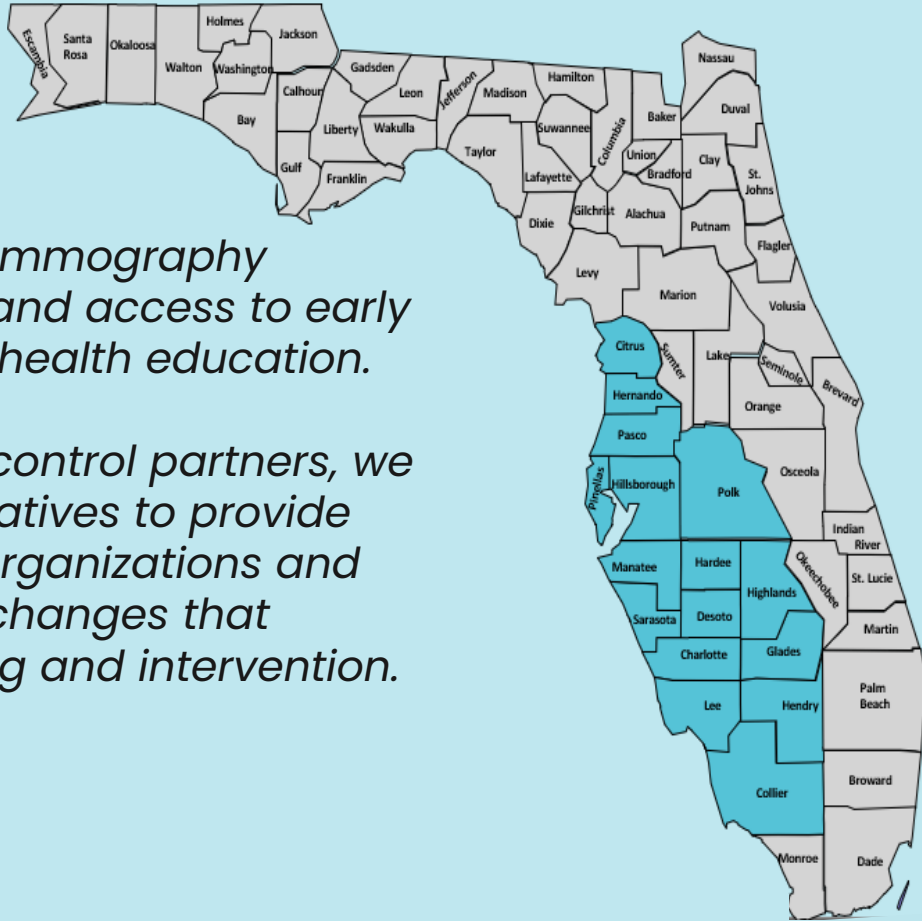 Holmes
Jackson
Escambia
Santa
Rosa
Okaloosa
Walton
Washington
Calhoun
Bay
Gulf
Gadsden
Leon
Liberty
Wakulla
Franklin
Jefferson
Madison
Hamilton
Taylor
Suwannee
Lafayette
Columbia
Dixie
Gilchrist
Baker
Union
Bradford
Alachua
Nassau
Duval
Clay
St.
Johns
Putnam
Flagler
Levy
Marion
Volusia
mmography
and access to early
health education.
control partners, we
atives to provide
rganizations and
changes that
g and intervention.
Citrus
Sumter
Lake
Seminole
Hernando
Orange
Brevard
Pasco
Pinellas
Hillsborough
Polk
Osceola
Indian
River
Manatee
Hardee
Highlands
Okeechobee
St. Lucie
Sarasota
Desoto
Martin
Charlotte
Glades
Lee
Hendry
Palm
Beach
Collier
Broward
Monroe
Dade